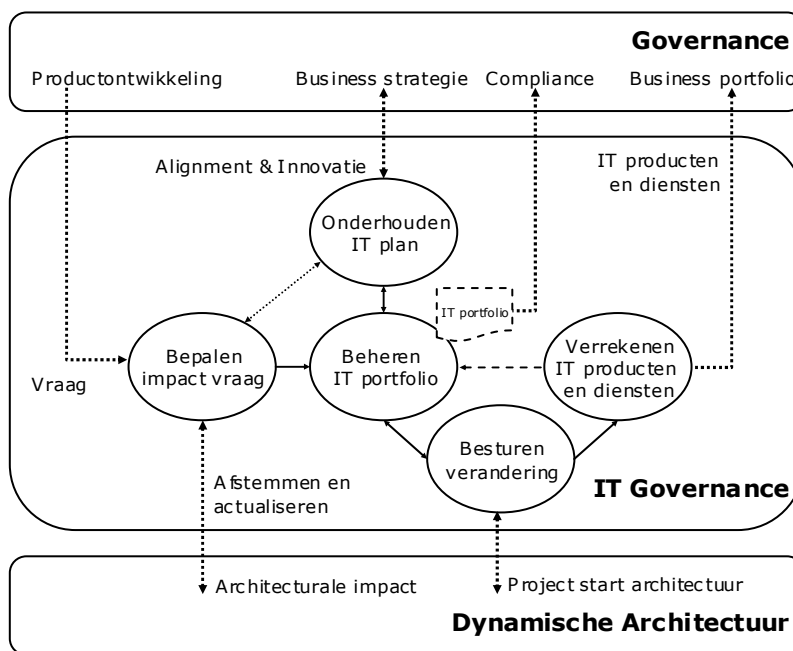 Governance
Productontwikkeling
Business strategie
Compliance
Business portfolio
Alignment & Innovatie
IT producten
en diensten
Onderhouden
IT plan
IT portfolio
Bepalen
impact vraag
Beheren
IT portfolio
Verrekenen
IT producten
en diensten
Vraag
Besturen
verandering
Afstemmen en
actualiseren
IT Governance
Architecturale impact
Project start architectuur
Dynamische Architectuur